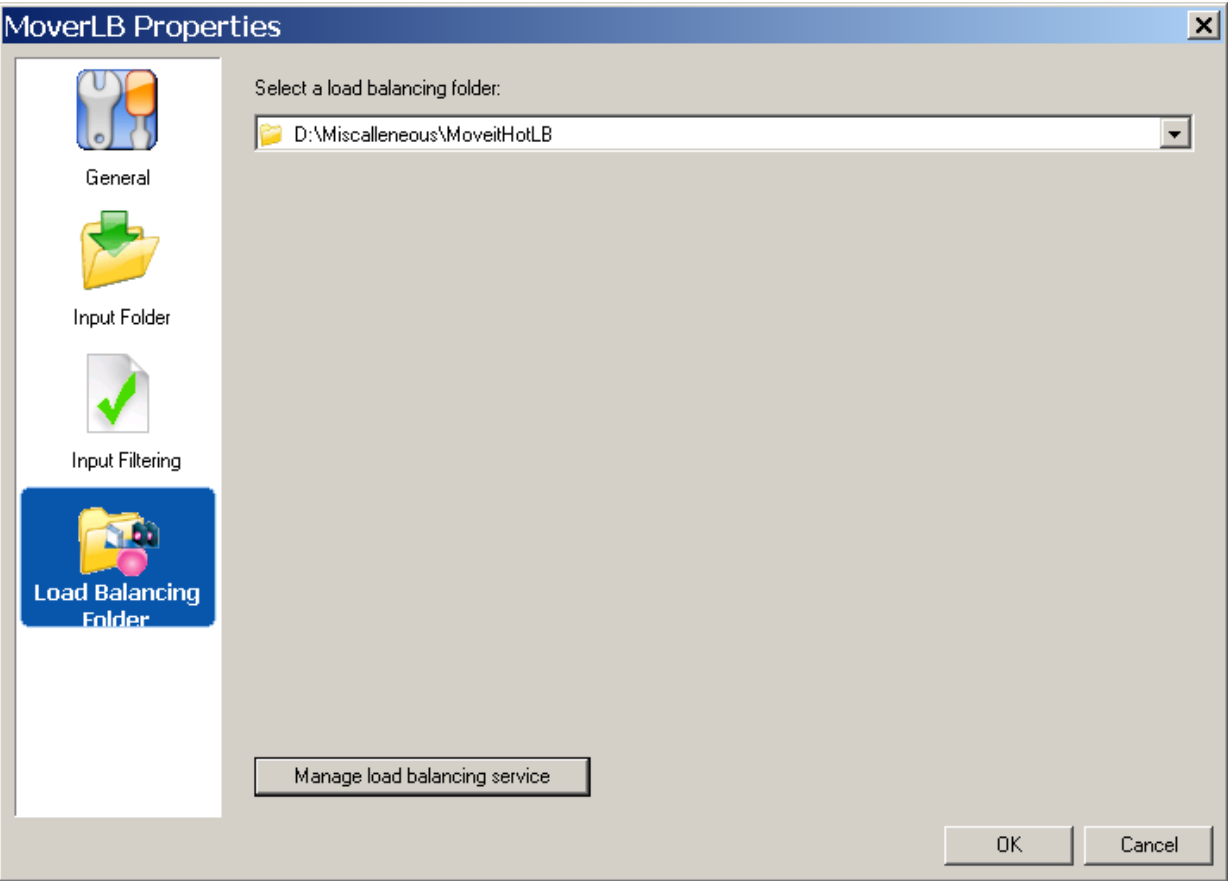 MoverLB Properties
General
Input Folder
Input Filtering
Load Balancing
Folder
Select a load balancing folder:
D:\Miscalleneous\MoveitHotLB
Manage load balancing service
OK
Cancel